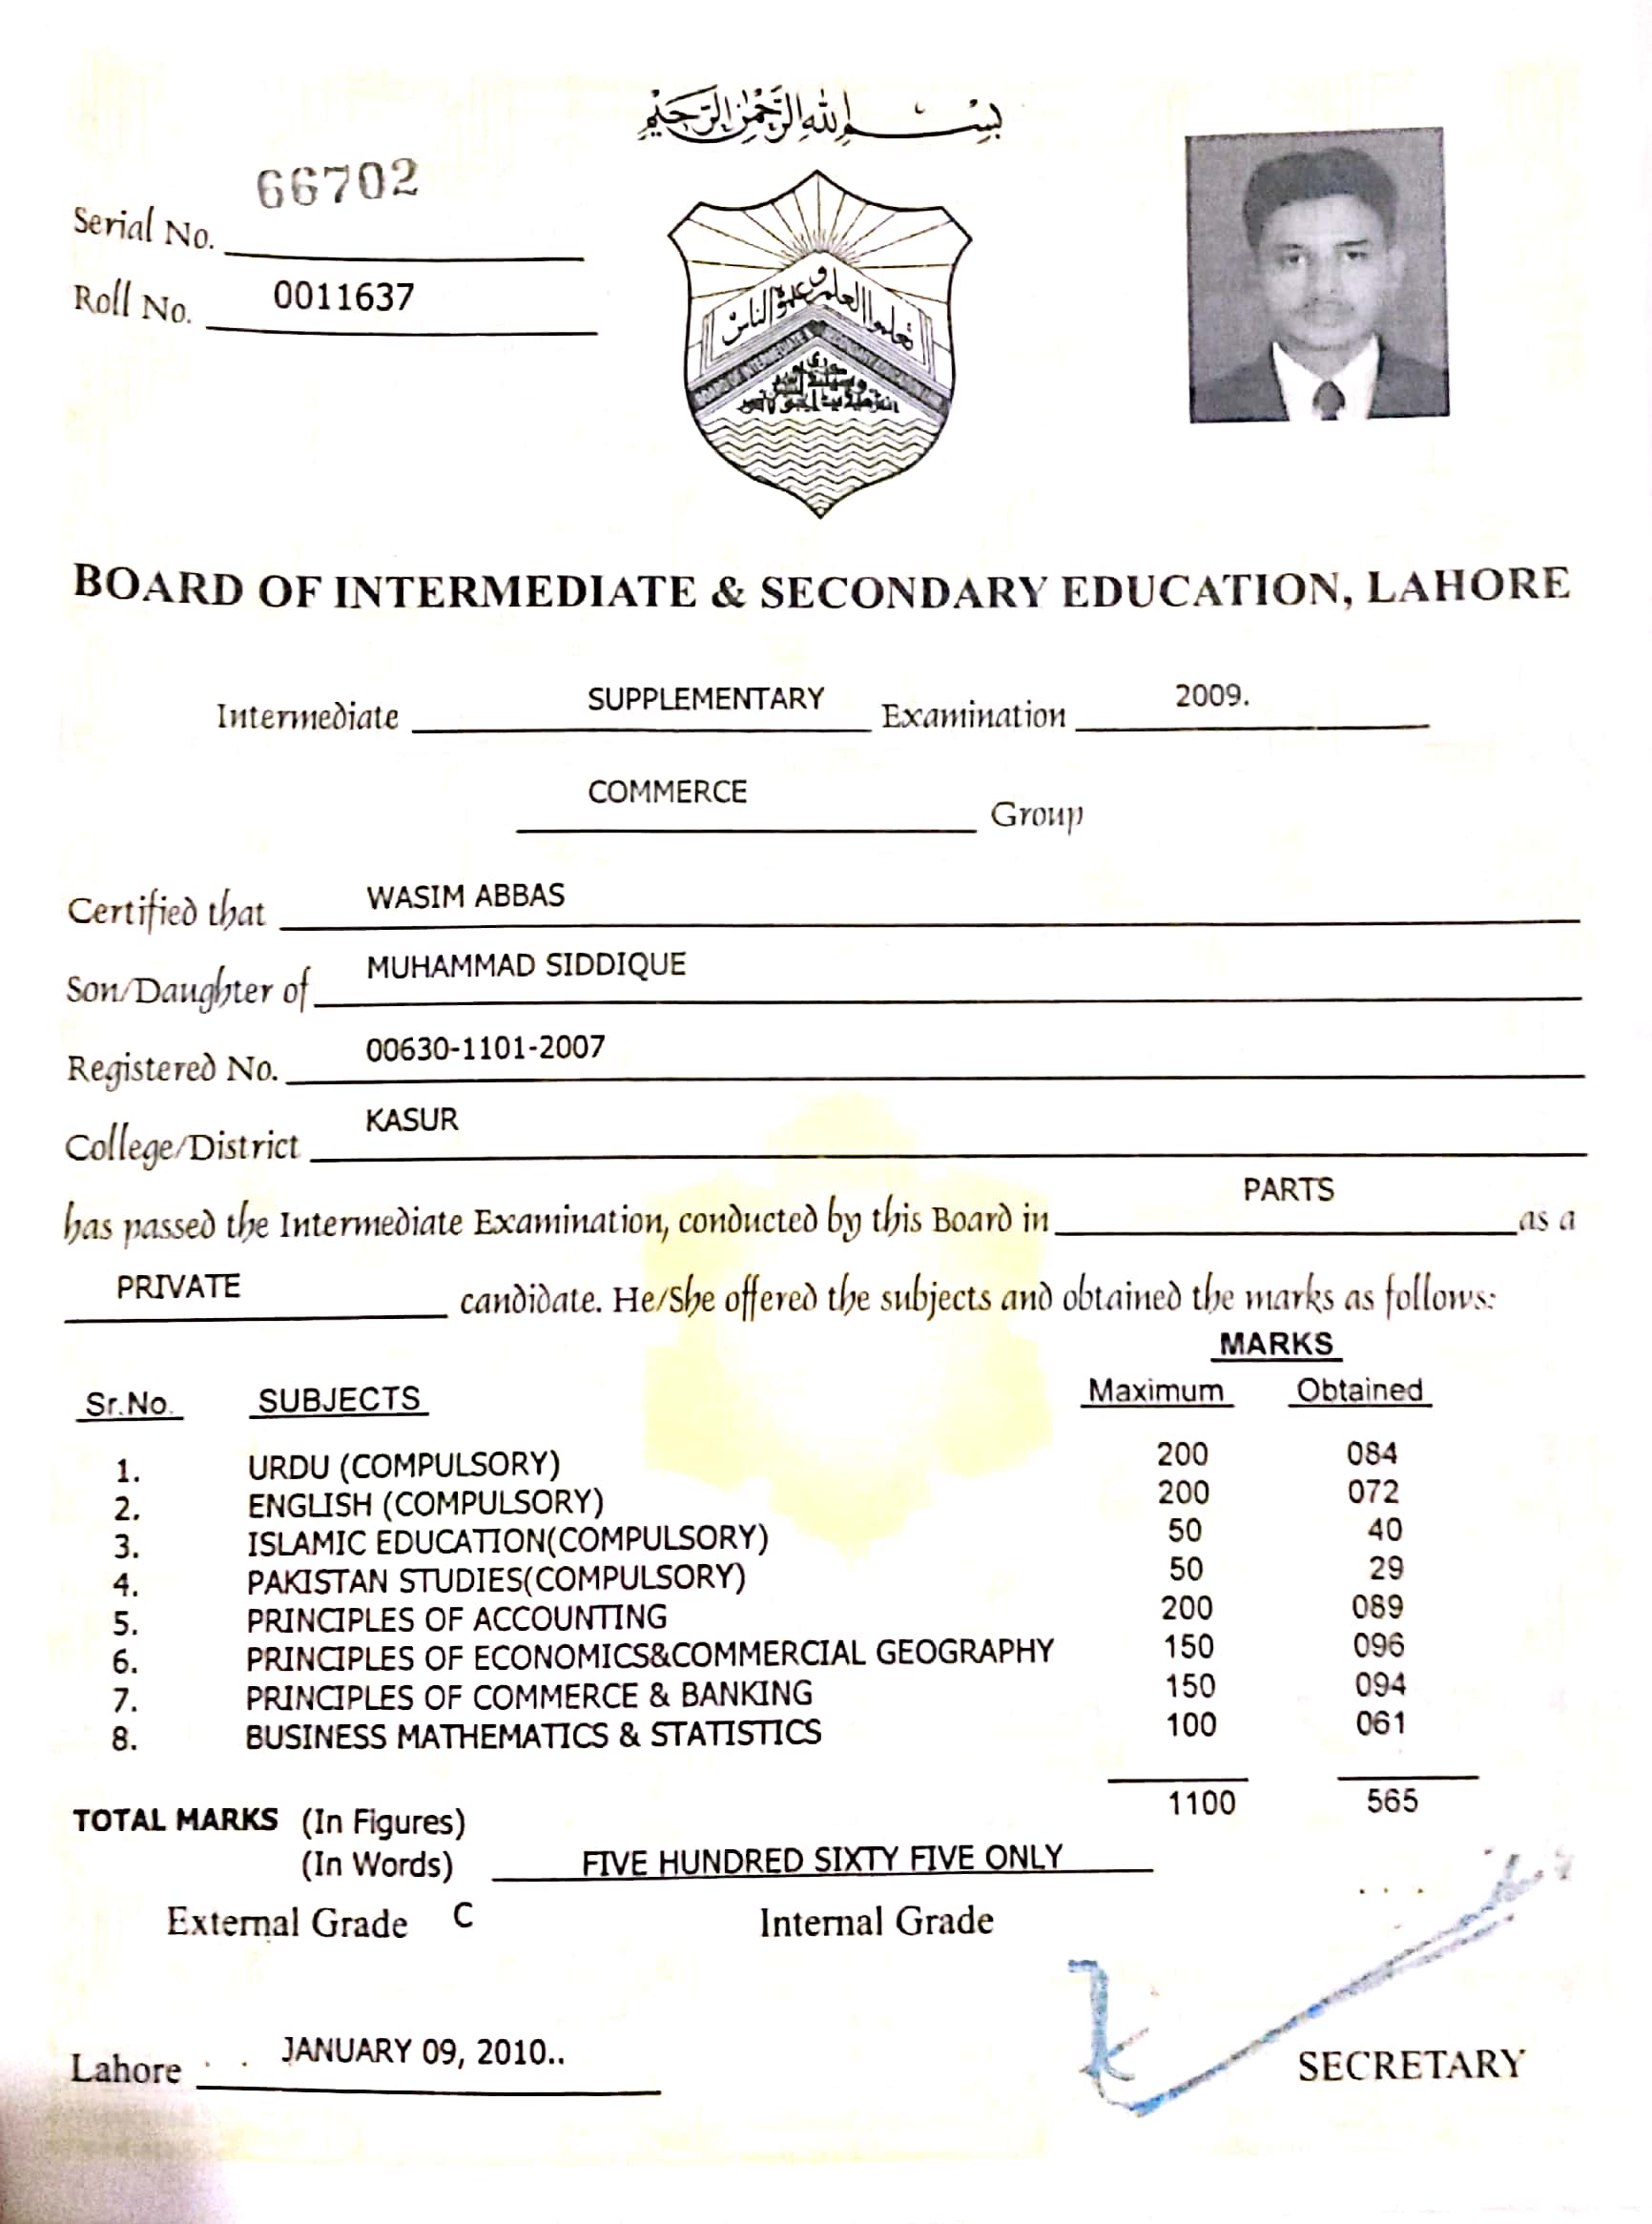 بِسْمِ اللهِ الرَّحْمٰنِ الرَّحِيْمِ
66702
Serial No.
Roll No. 0011637
تعلموا العلم و علموہ الناس
BOARD OF INTERMEDIATE & SECONDARY EDUCATION, LAHORE
Intermediate SUPPLEMENTARY Examination 2009.
COMMERCE Group
Certified that WASIM ABBAS
Son/Daughter of MUHAMMAD SIDDIQUE
Registered No. 00630-1101-2007
College/District KASUR
has passed the Intermediate Examination, conducted by this Board in PARTS as a
PRIVATE candidate. He/She offered the subjects and obtained the marks as follows:
MARKS
Sr.No. SUBJECTS Maximum Obtained
1. URDU (COMPULSORY) 200 084
2. ENGLISH (COMPULSORY) 200 072
3. ISLAMIC EDUCATION(COMPULSORY) 50 40
4. PAKISTAN STUDIES(COMPULSORY) 50 29
5. PRINCIPLES OF ACCOUNTING 200 089
6. PRINCIPLES OF ECONOMICS&COMMERCIAL GEOGRAPHY 150 096
7. PRINCIPLES OF COMMERCE & BANKING 150 094
8. BUSINESS MATHEMATICS & STATISTICS 100 061
TOTAL MARKS (In Figures) 1100 565
(In Words) FIVE HUNDRED SIXTY FIVE ONLY
External Grade C Internal Grade
Lahore JANUARY 09, 2010..
SECRETARY